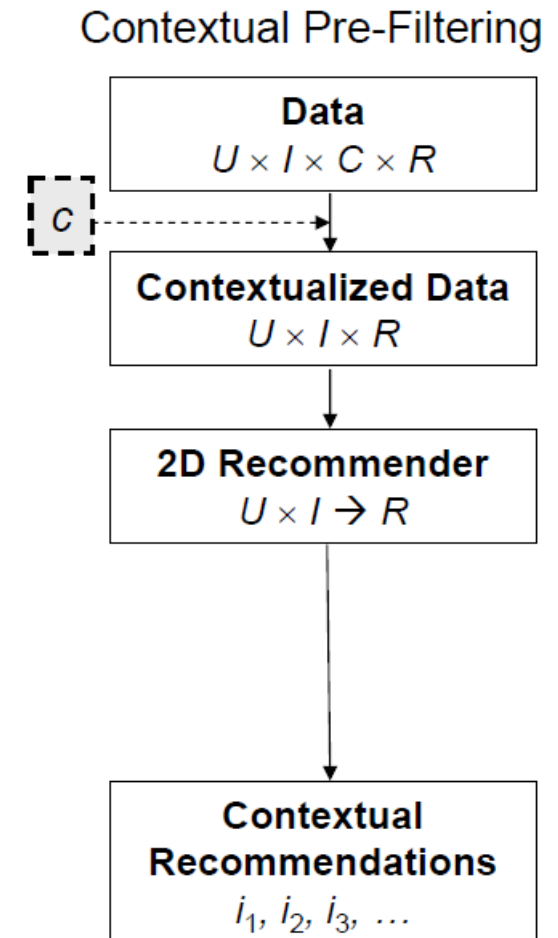 Contextual Pre-Filtering
Data
U × I × C × R
c
Contextualized Data
U × I × R
2D Recommender
U × I → R
Contextual
Recommendations
i₁, i₂, i₃, …